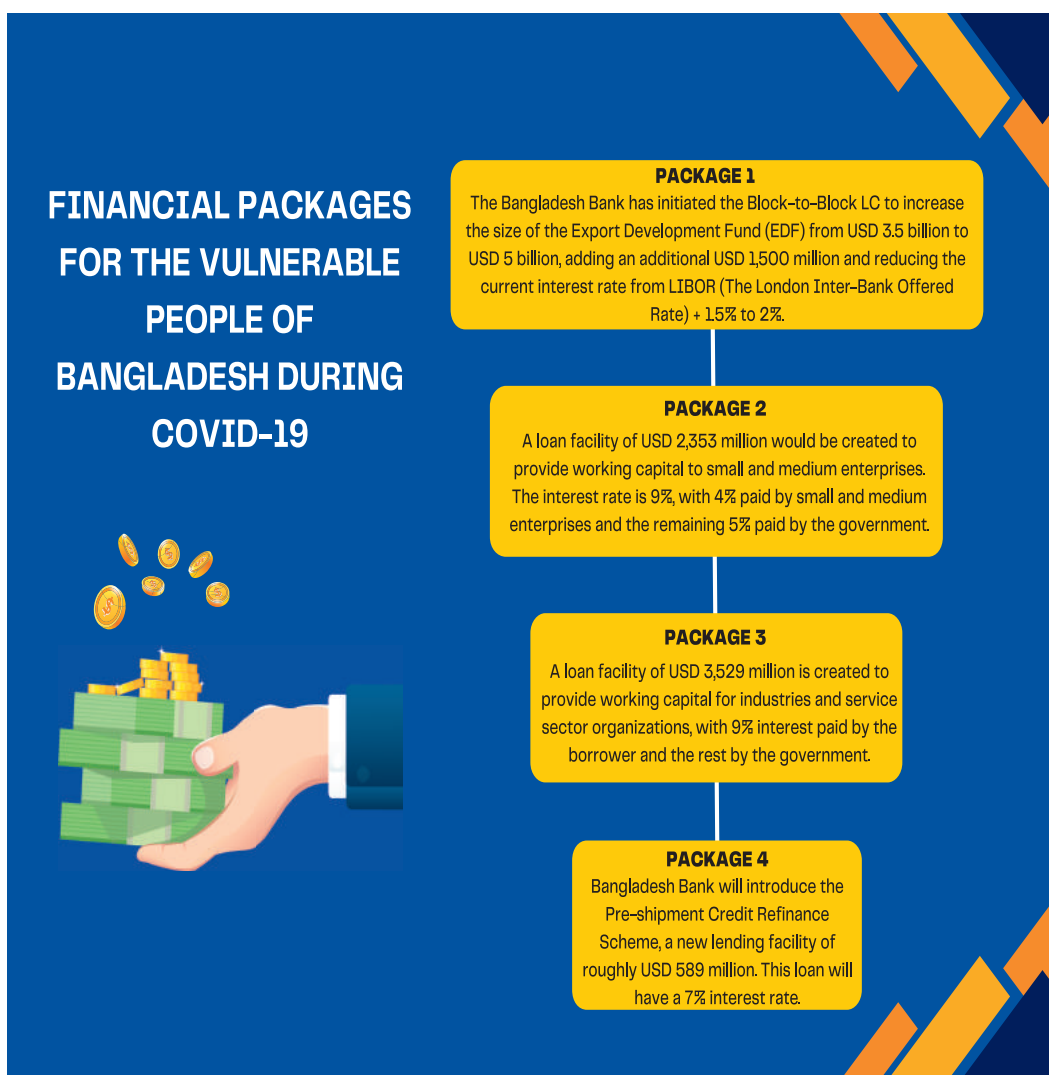 FINANCIAL PACKAGES
FOR THE VULNERABLE
PEOPLE OF
BANGLADESH DURING
COVID-19
PACKAGE 1
The Bangladesh Bank has initiated the Block-to-Block LC to increase
the size of the Export Development Fund (EDF) from USD 3.5 billion to
USD 5 billion, adding an additional USD 1,500 million and reducing the
current interest rate from LIBOR (The London Inter-Bank Offered
Rate) + 1.5% to 2%.
PACKAGE 2
A loan facility of USD 2,353 million would be created to
provide working capital to small and medium enterprises.
The interest rate is 9%, with 4% paid by small and medium
enterprises and the remaining 5% paid by the government.
PACKAGE 3
A loan facility of USD 3,529 million is created to
provide working capital for industries and service
sector organizations, with 9% interest paid by the
borrower and the rest by the government.
PACKAGE 4
Bangladesh Bank will introduce the
Pre-shipment Credit Refinance
Scheme, a new lending facility of
roughly USD 589 million. This loan will
have a 7% interest rate.